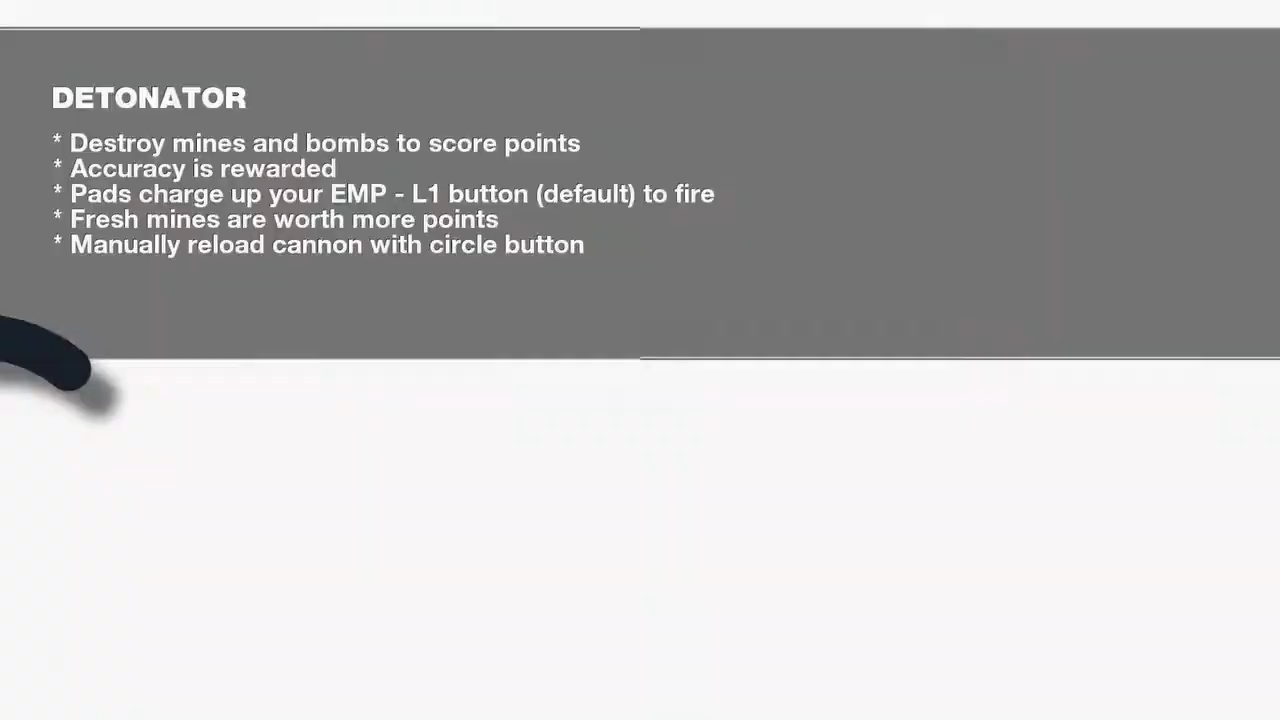 DETONATOR
* Destroy mines and bombs to score points
* Accuracy is rewarded
* Pads charge up your EMP - L1 button (default) to fire
* Fresh mines are worth more points
* Manually reload cannon with circle button